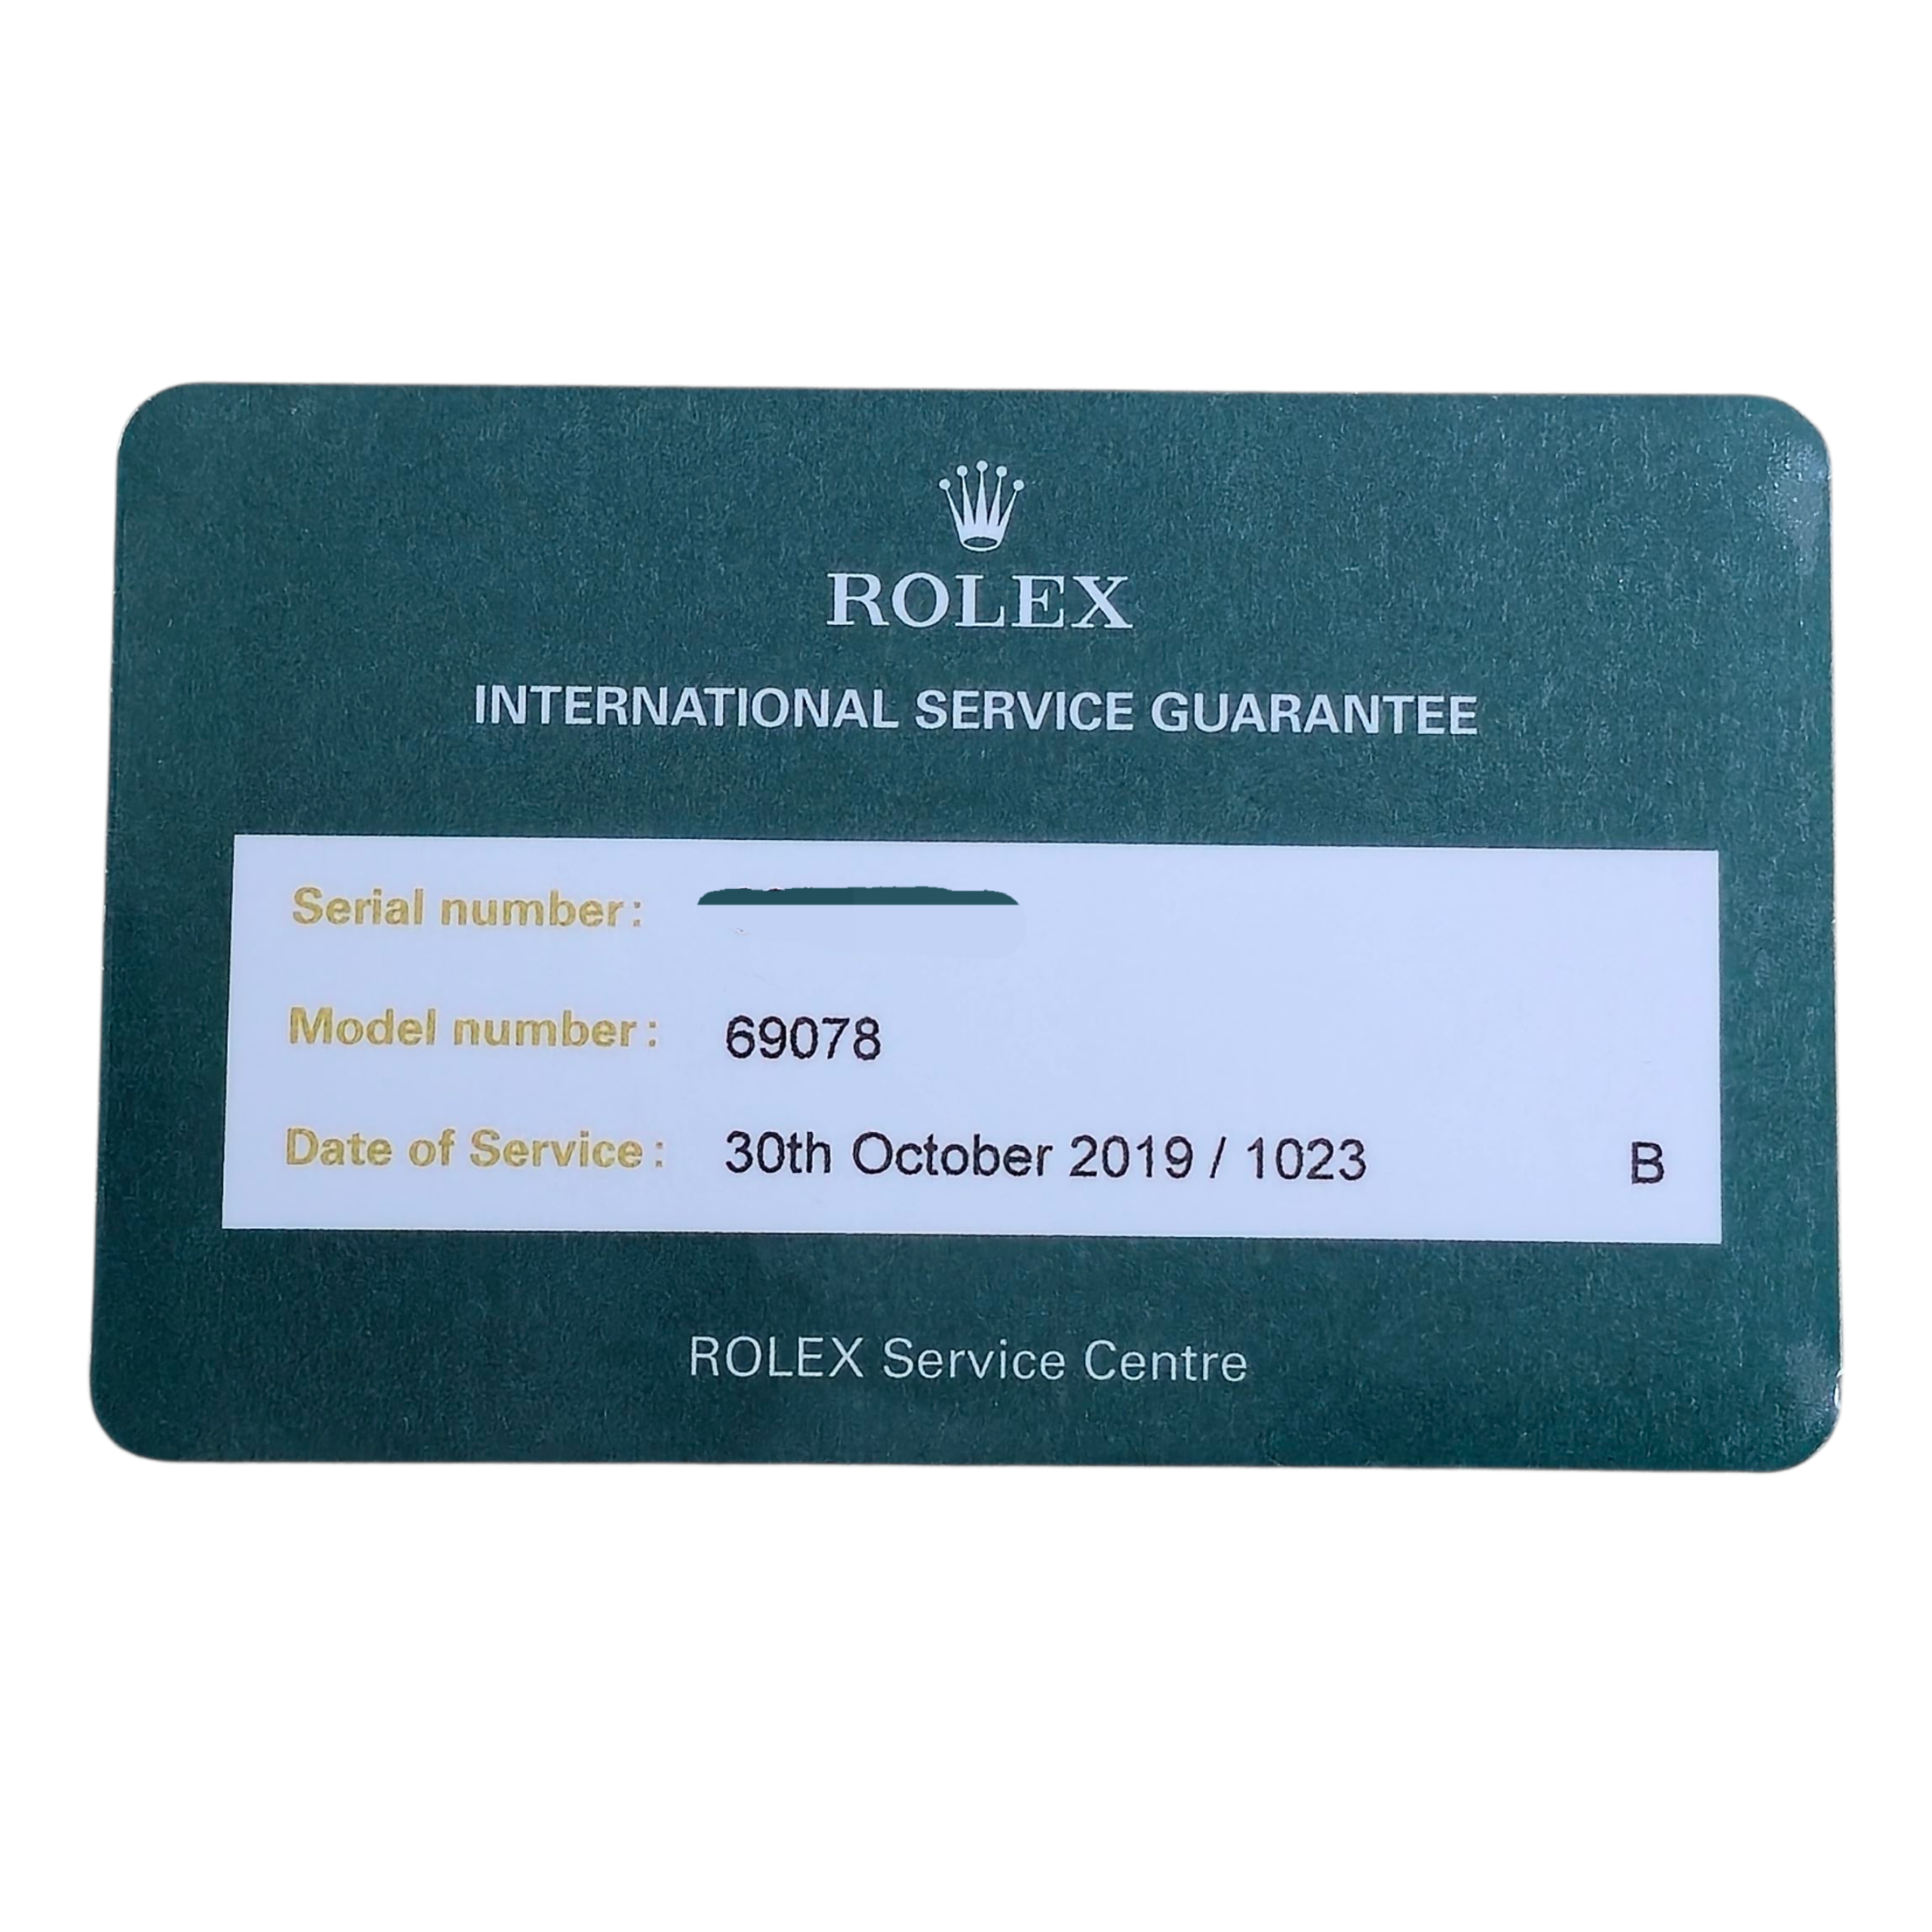 ROLEX
INTERNATIONAL SERVICE GUARANTEE
Serial number:
Model number: 69078
Date of Service: 30th October 2019 / 1023 B
ROLEX Service Centre